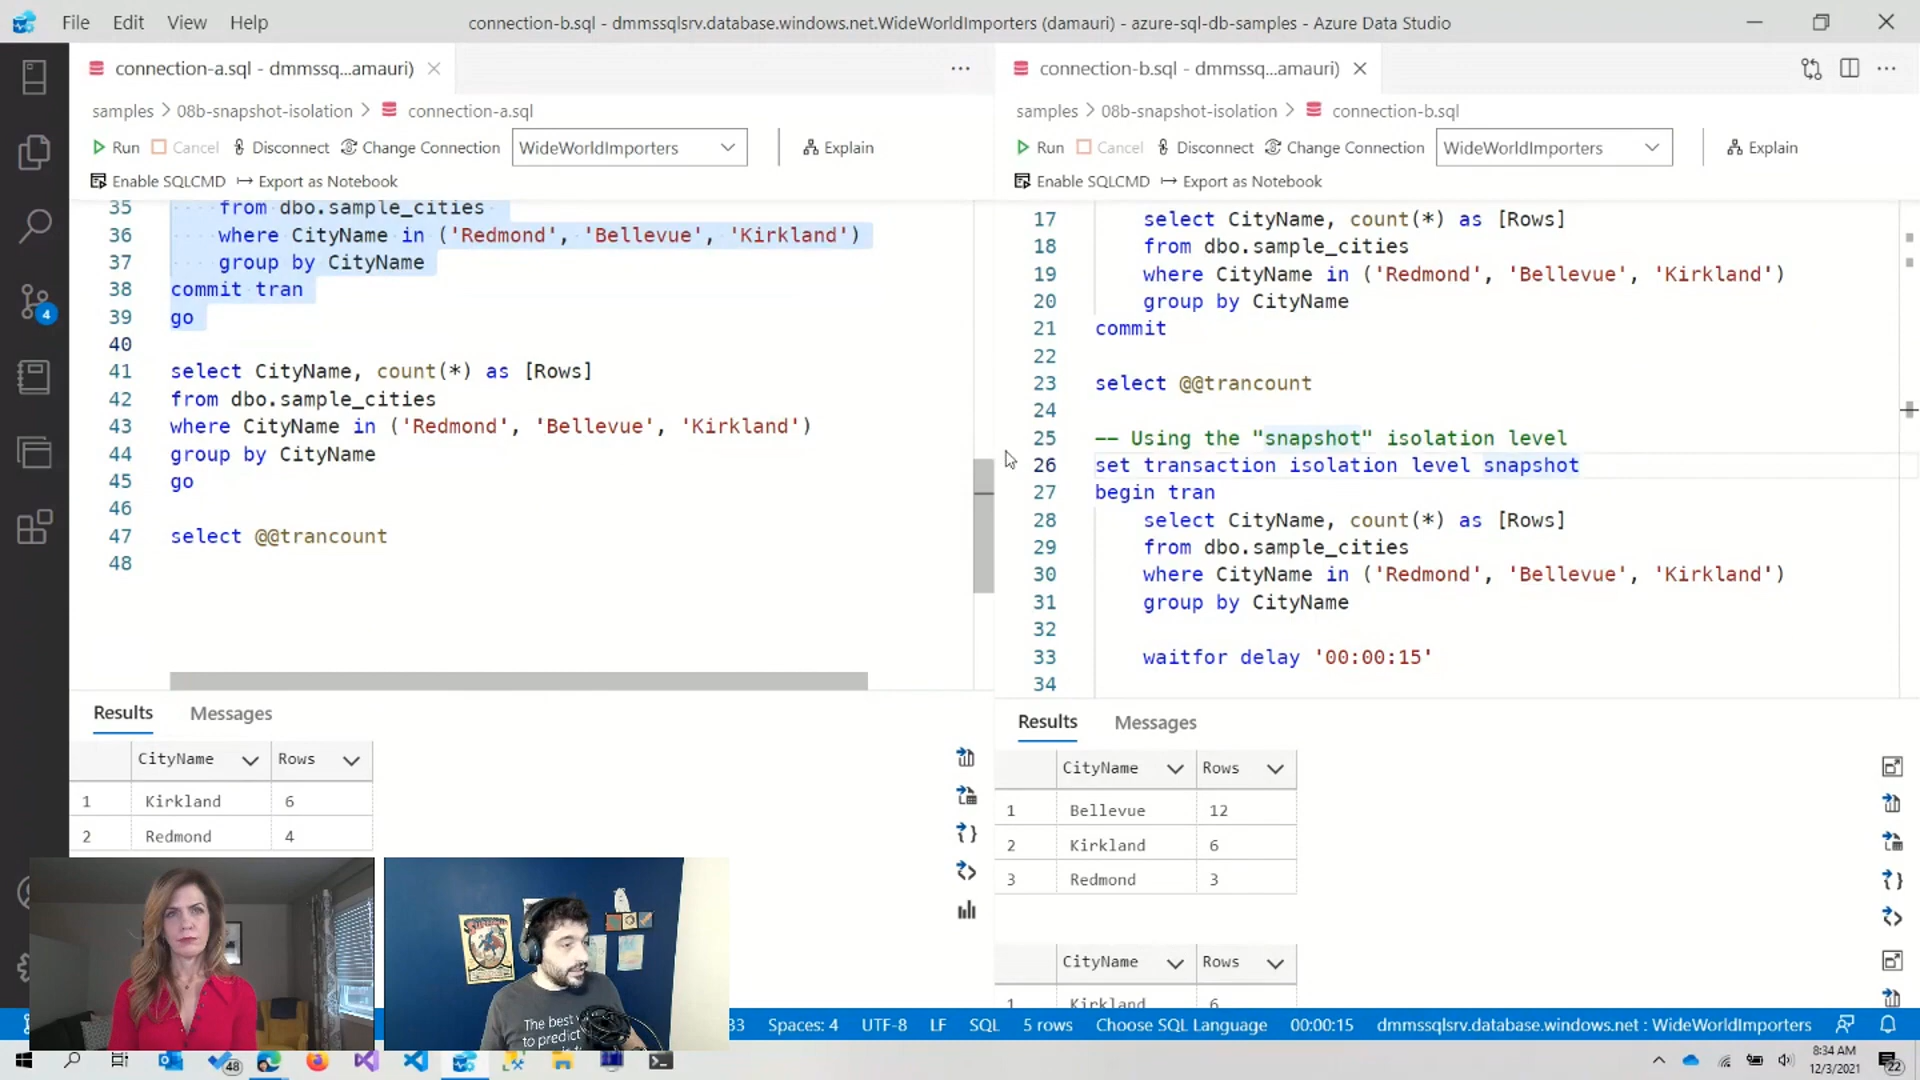 File Edit View Help
connection-b.sql - dmmssqlsrv.database.windows.net.WideWorldImporters (damauri) - azure-sql-db-samples - Azure Data Studio
connection-a.sql - dmmssq...amauri)
samples > 08b-snapshot-isolation > connection-a.sql
Run Cancel Disconnect Change Connection WideWorldImporters Explain
Enable SQLCMD Export as Notebook
35 from dbo.sample_cities
36 where CityName in ('Redmond', 'Bellevue', 'Kirkland')
37 group by CityName
38 commit tran
39 go
40
41 select CityName, count(*) as [Rows]
42 from dbo.sample_cities
43 where CityName in ('Redmond', 'Bellevue', 'Kirkland')
44 group by CityName
45 go
46
47 select @@trancount
48
Results Messages
CityName Rows
1 Kirkland 6
2 Redmond 4
connection-b.sql - dmmssq...amauri)
samples > 08b-snapshot-isolation > connection-b.sql
Run Cancel Disconnect Change Connection WideWorldImporters Explain
Enable SQLCMD Export as Notebook
17 select CityName, count(*) as [Rows]
18 from dbo.sample_cities
19 where CityName in ('Redmond', 'Bellevue', 'Kirkland')
20 group by CityName
21 commit
22
23 select @@trancount
24
25 -- Using the "snapshot" isolation level
26 set transaction isolation level snapshot
27 begin tran
28 select CityName, count(*) as [Rows]
29 from dbo.sample_cities
30 where CityName in ('Redmond', 'Bellevue', 'Kirkland')
31 group by CityName
32
33 waitfor delay '00:00:15'
34
Results Messages
CityName Rows
1 Bellevue 12
2 Kirkland 6
3 Redmond 3
CityName Rows
1 Kirkland 6
4
SUPERMAN
The best
to predic
33 Spaces: 4 UTF-8 LF SQL 5 rows Choose SQL Language 00:00:15 dmmssqlsrv.database.windows.net : WideWorldImporters
48
8:34 AM
12/3/2021
22